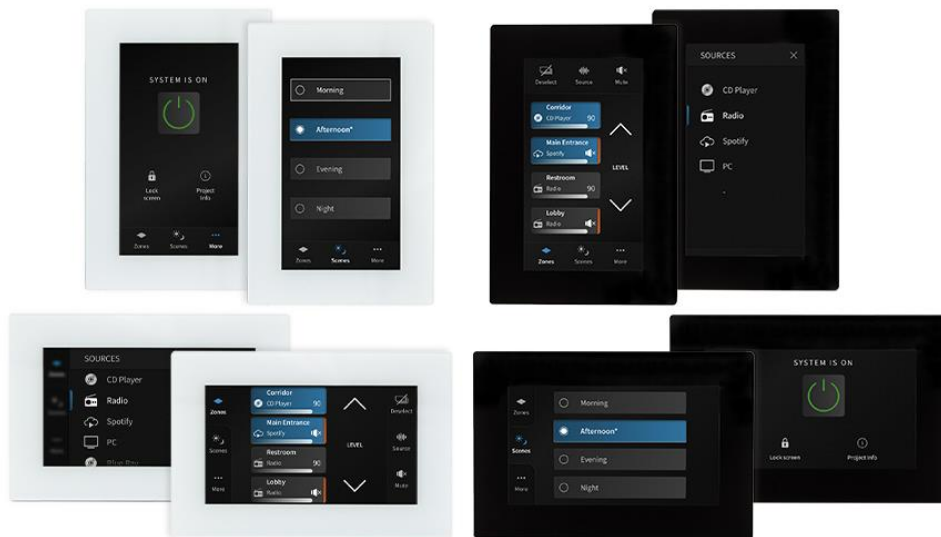 SYSTEM IS ON
Lock screen
Project Info
Zones
Scenes
More
Morning
Afternoon*
Evening
Night
Zones
Scenes
More
Deselect
Source
Mute
Corridor
CD Player 90
Main Entrance
Spotify
Restroom
Radio 90
Lobby
Radio
LEVEL
Zones
Scenes
More
SOURCES
CD Player
Radio
Spotify
PC
SOURCES
CD Player
Radio
Spotify
PC
Blue Ray
Zones
Scenes
More
Corridor
CD Player 90
Main Entrance
Spotify
Restroom
Radio 90
Lobby
Radio
LEVEL
Deselect
Source
Mute
Zones
Scenes
More
Morning
Afternoon*
Evening
Night
SYSTEM IS ON
Lock screen
Project Info